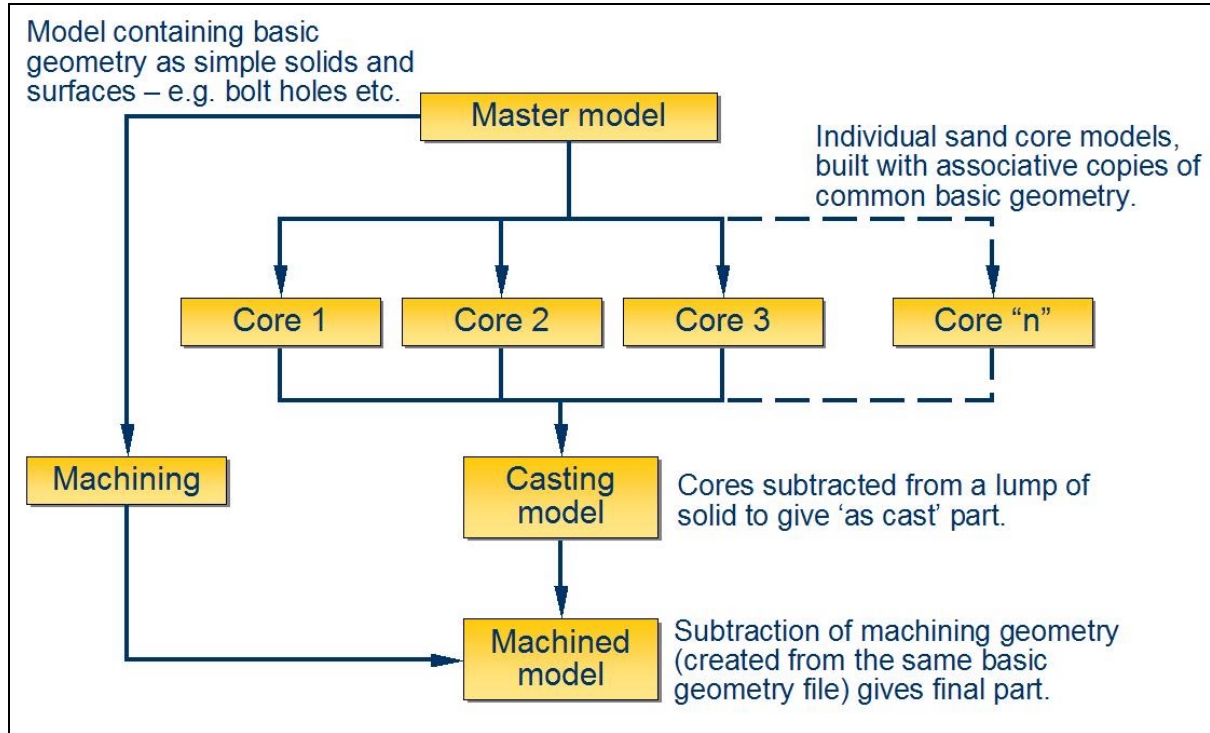 Model containing basic
geometry as simple solids and
surfaces – e.g. bolt holes etc.
Master model
Individual sand core models,
built with associative copies of
common basic geometry.
Core 1
Core 2
Core 3
Core “n”
Machining
Casting
model
Cores subtracted from a lump of
solid to give ‘as cast’ part.
Machined
model
Subtraction of machining geometry
(created from the same basic
geometry file) gives final part.